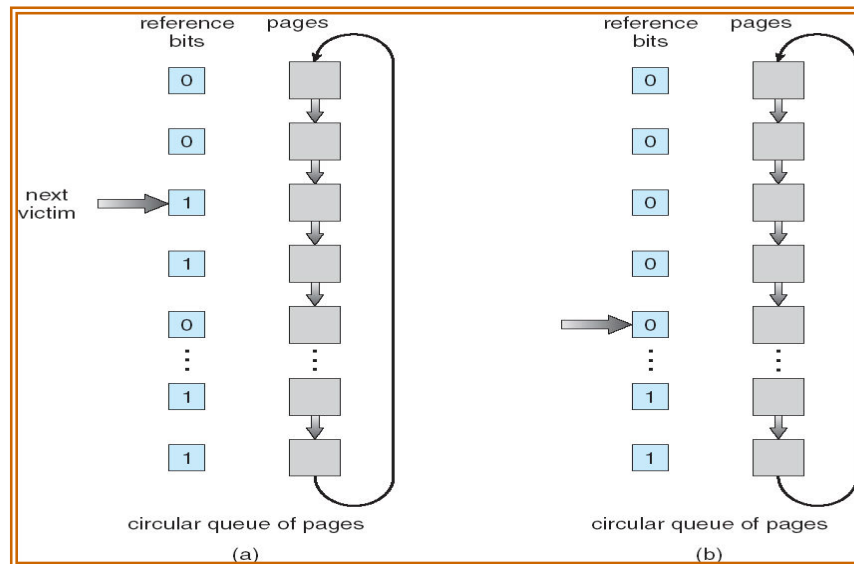 reference bits
pages
0
0
next victim
1
1
0
1
1
circular queue of pages
(a)
reference bits
pages
0
0
0
0
0
1
1
circular queue of pages
(b)